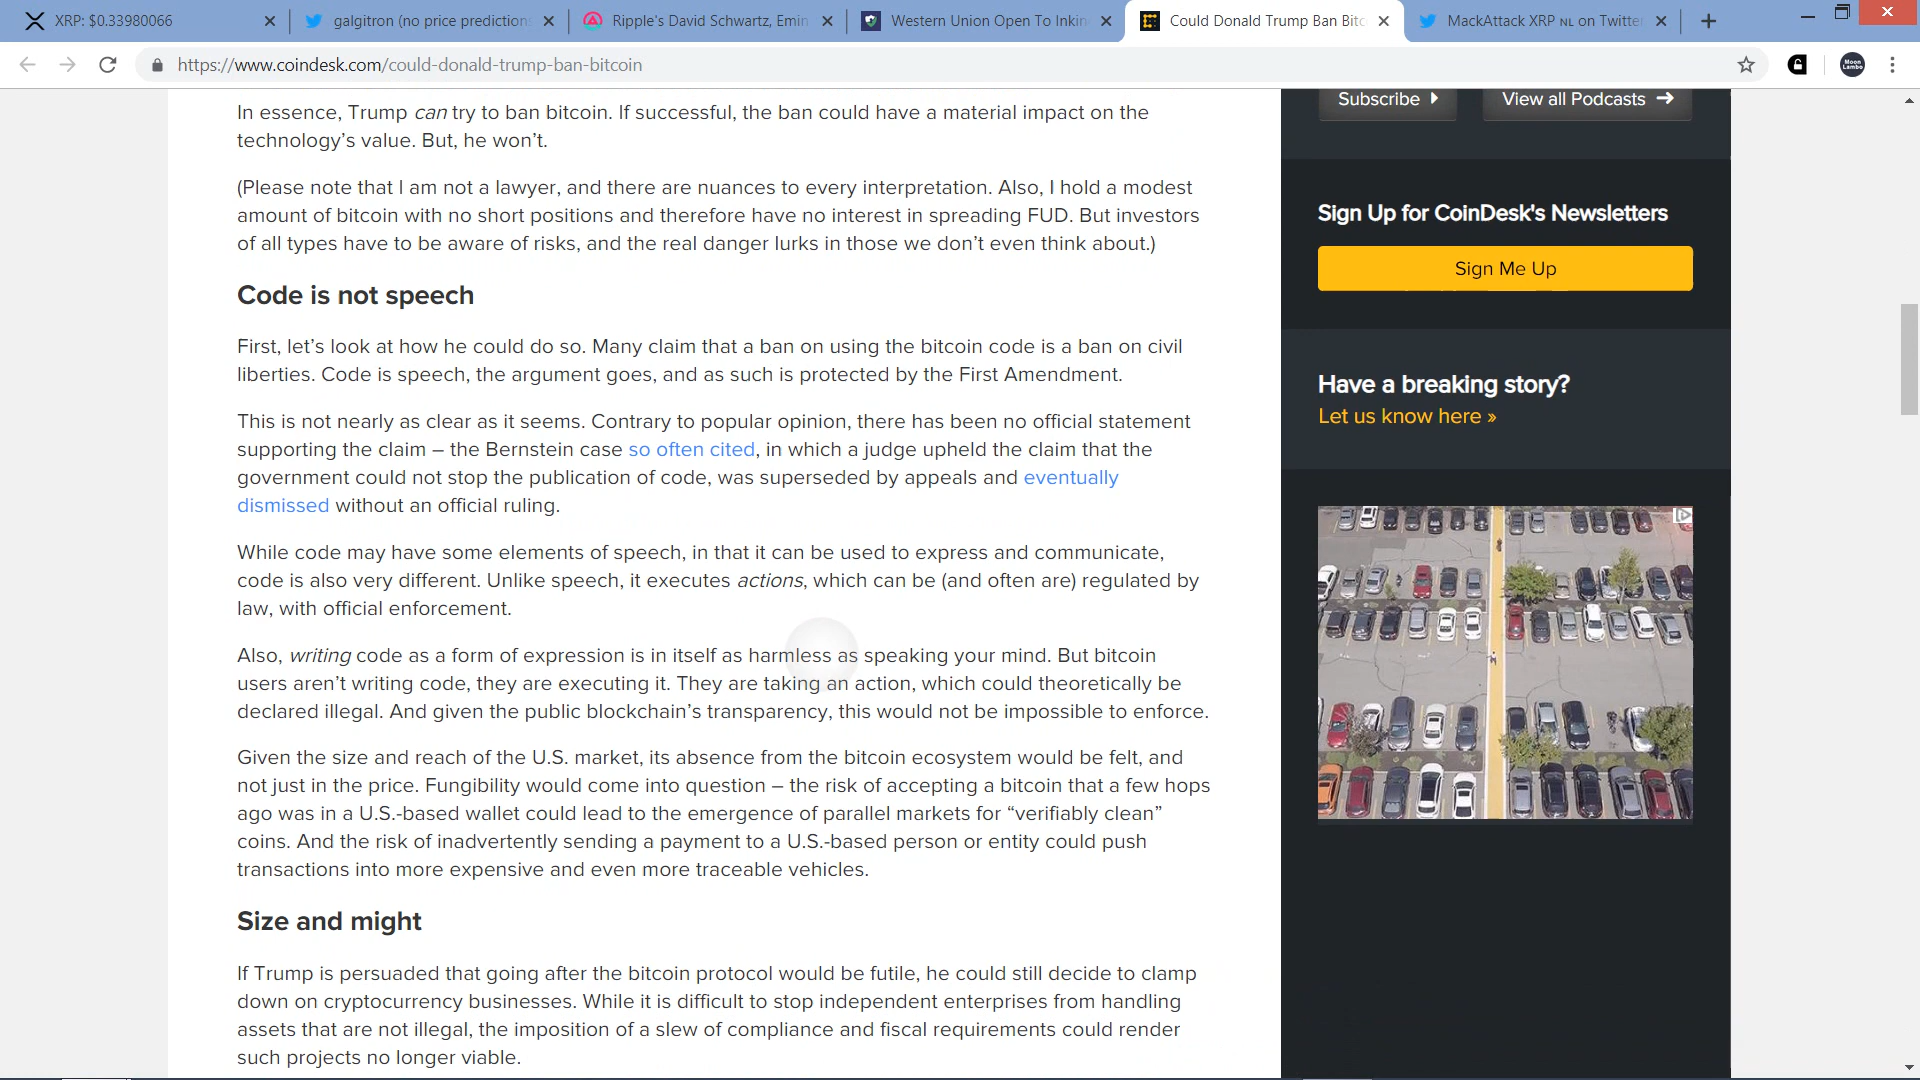 XRP: $0.33980066
galgitron (no price prediction
Ripple's David Schwartz, Emin
Western Union Open To Inkin
Could Donald Trump Ban Bitc
MackAttack XRP NL on Twitte
https://www.coindesk.com/could-donald-trump-ban-bitcoin
Moon Lambo
In essence, Trump can try to ban bitcoin. If successful, the ban could have a material impact on the
technology's value. But, he won't.
(Please note that I am not a lawyer, and there are nuances to every interpretation. Also, I hold a modest
amount of bitcoin with no short positions and therefore have no interest in spreading FUD. But investors
of all types have to be aware of risks, and the real danger lurks in those we don't even think about.)
Code is not speech
First, let's look at how he could do so. Many claim that a ban on using the bitcoin code is a ban on civil
liberties. Code is speech, the argument goes, and as such is protected by the First Amendment.
This is not nearly as clear as it seems. Contrary to popular opinion, there has been no official statement
supporting the claim – the Bernstein case so often cited, in which a judge upheld the claim that the
government could not stop the publication of code, was superseded by appeals and eventually
dismissed without an official ruling.
While code may have some elements of speech, in that it can be used to express and communicate,
code is also very different. Unlike speech, it executes actions, which can be (and often are) regulated by
law, with official enforcement.
Also, writing code as a form of expression is in itself as harmless as speaking your mind. But bitcoin
users aren't writing code, they are executing it. They are taking an action, which could theoretically be
declared illegal. And given the public blockchain's transparency, this would not be impossible to enforce.
Given the size and reach of the U.S. market, its absence from the bitcoin ecosystem would be felt, and
not just in the price. Fungibility would come into question – the risk of accepting a bitcoin that a few hops
ago was in a U.S.-based wallet could lead to the emergence of parallel markets for “verifiably clean”
coins. And the risk of inadvertently sending a payment to a U.S.-based person or entity could push
transactions into more expensive and even more traceable vehicles.
Size and might
If Trump is persuaded that going after the bitcoin protocol would be futile, he could still decide to clamp
down on cryptocurrency businesses. While it is difficult to stop independent enterprises from handling
assets that are not illegal, the imposition of a slew of compliance and fiscal requirements could render
such projects no longer viable.
Subscribe
View all Podcasts
Sign Up for CoinDesk's Newsletters
Sign Me Up
Have a breaking story?
Let us know here »